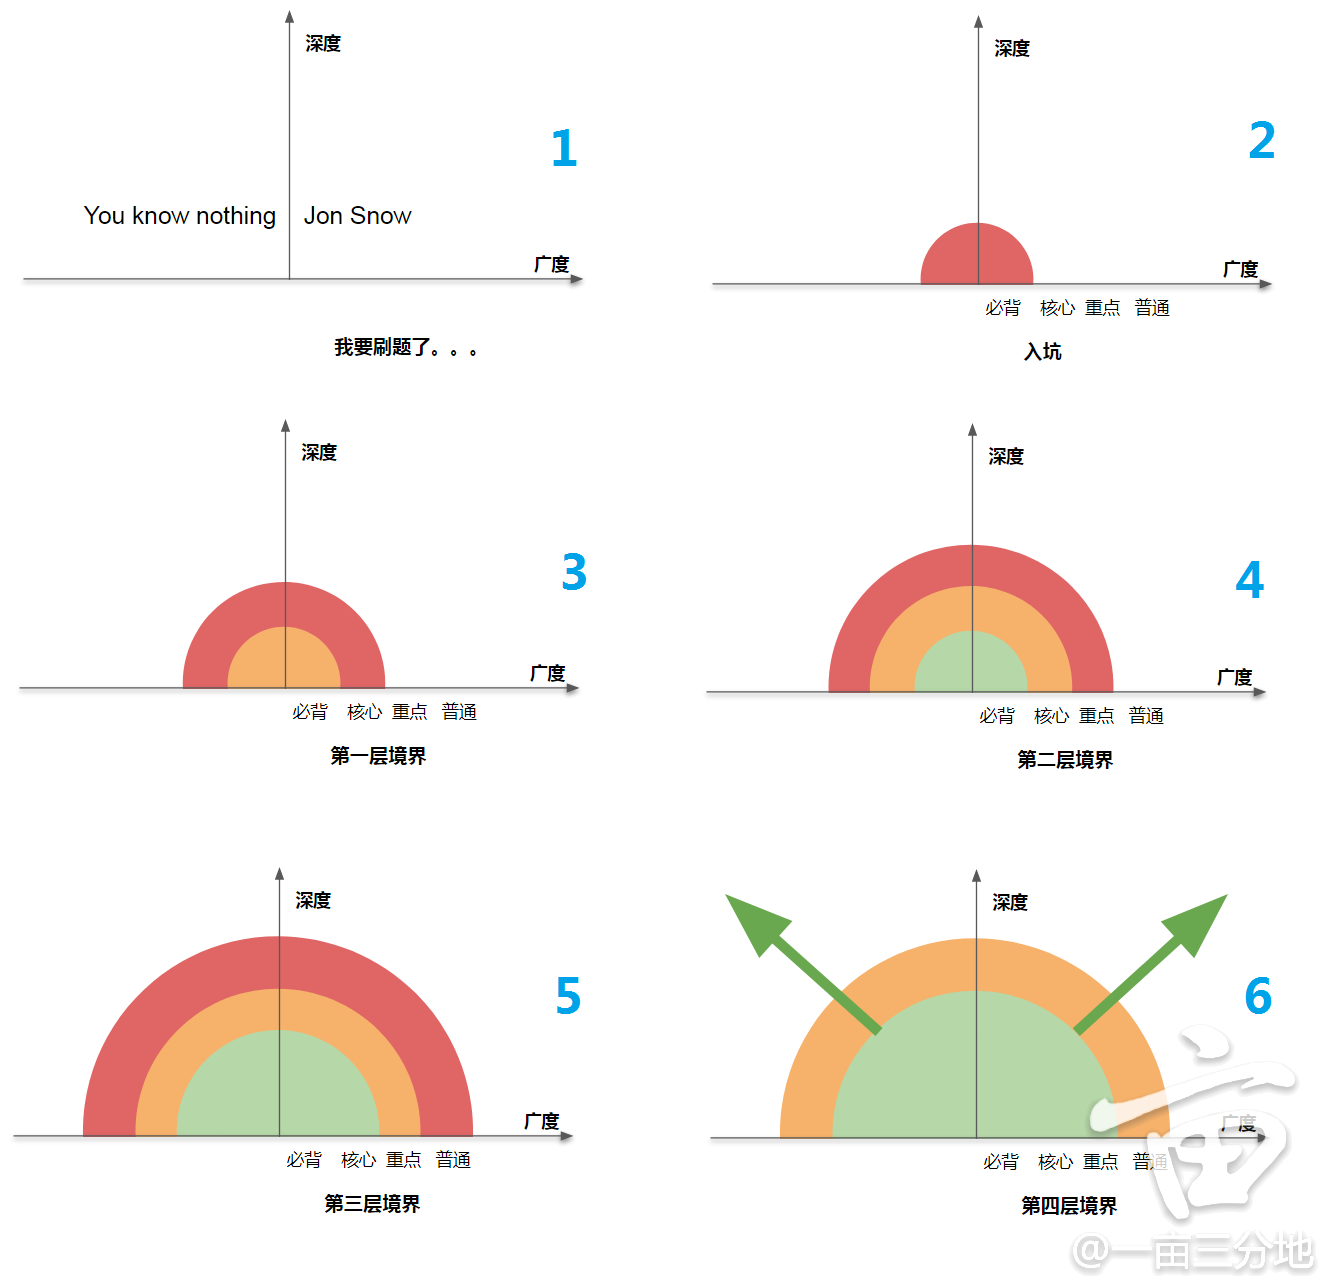 深度
1
You know nothing Jon Snow
广度
我要刷题了。。。
深度
2
广度
必背 核心 重点 普通
入坑
深度
3
广度
必背 核心 重点 普通
第一层境界
深度
4
广度
必背 核心 重点 普通
第二层境界
深度
5
广度
必背 核心 重点 普通
第三层境界
深度
6
广度
必背 核心 重点 普通
第四层境界
亩
@一亩三分地